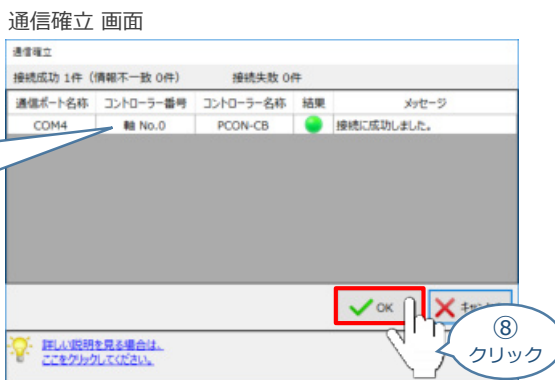 通信確立 画面
通信確立
接続成功 1件（情報不一致 0件） 接続失敗 0件
通信ポート名称 コントローラー番号 コントローラー名称 結果 メッセージ
COM4 軸 No.0 PCON-CB 接続に成功しました。
OK
⑧
クリック
詳しい説明を見る場合は、
ここをクリックしてください。